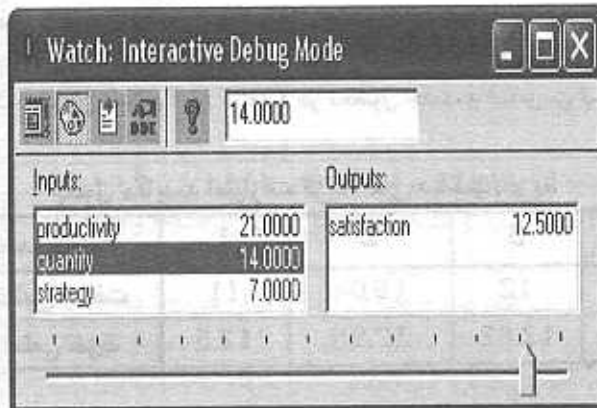 Watch: Interactive Debug Mode
14.0000
Inputs:
productivity 21.0000
quantity 14.0000
strategy 7.0000
Outputs:
satisfaction 12.5000